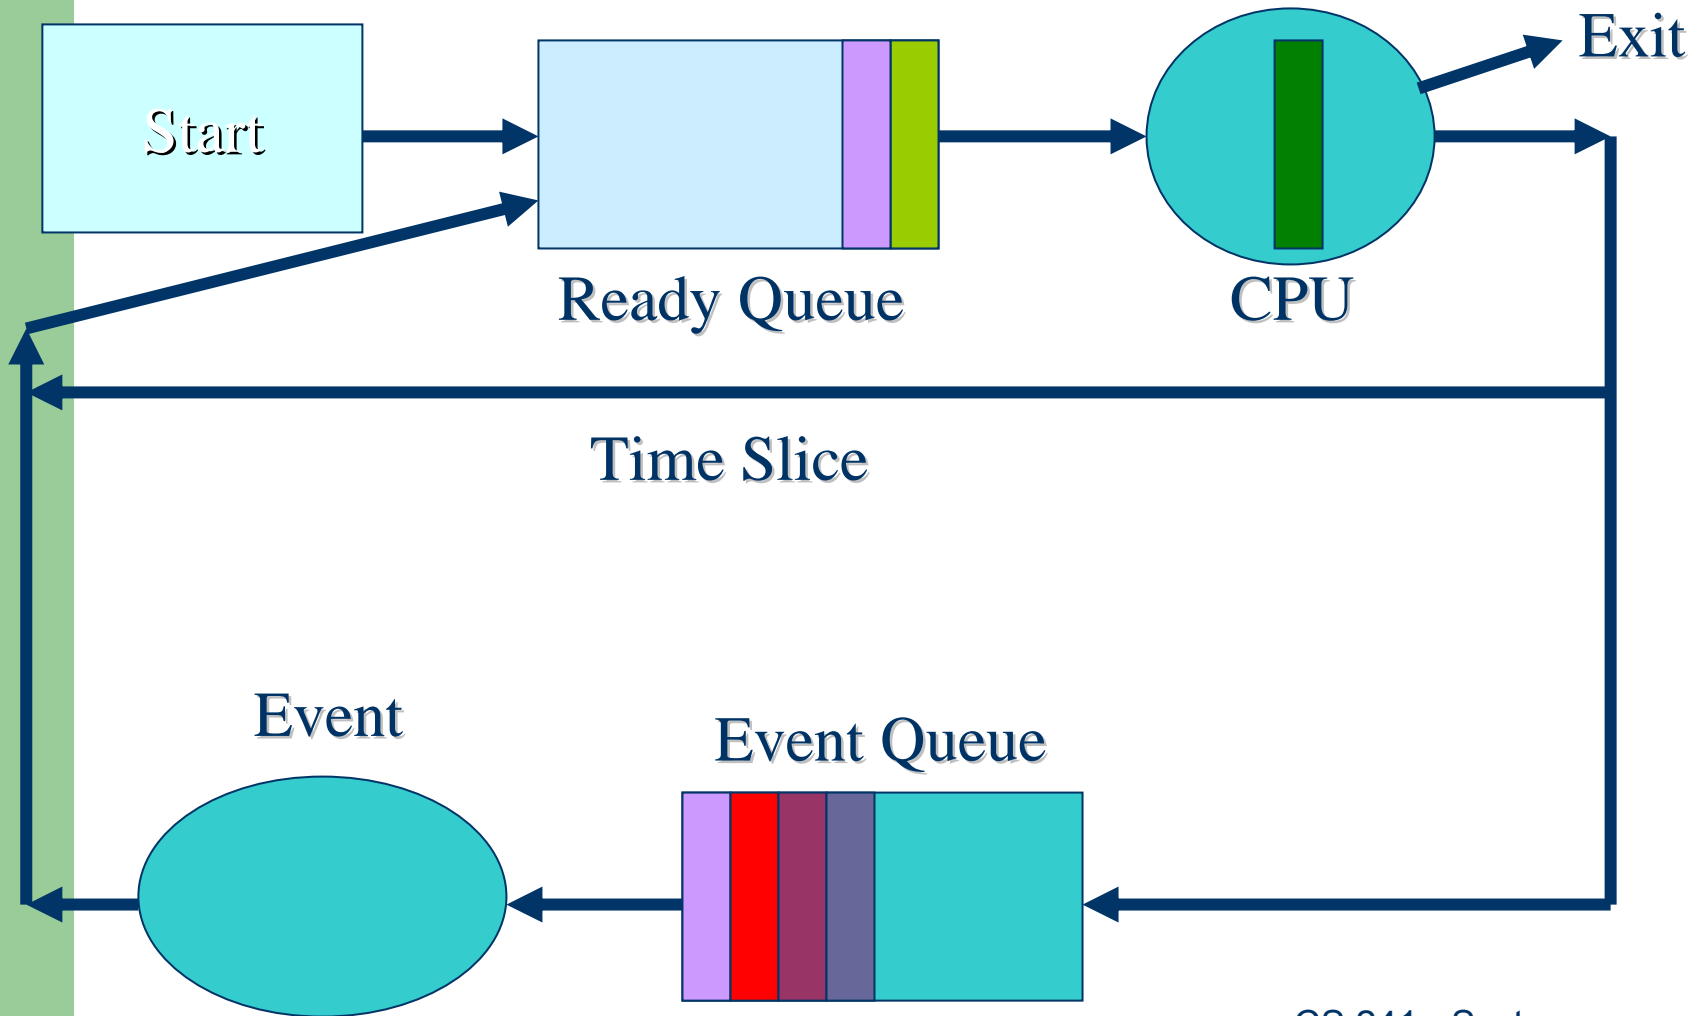 Exit
Start
Ready Queue
CPU
Time Slice
Event
Event Queue